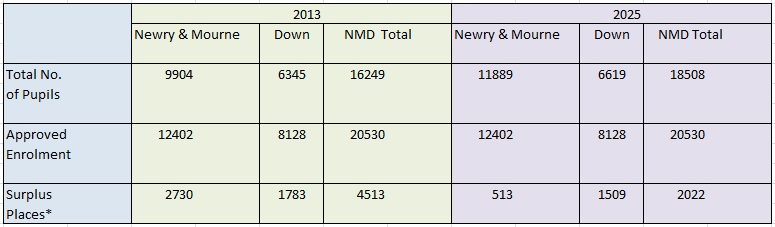 2013 2025
Newry & Mourne Down NMD Total Newry & Mourne Down NMD Total
Total No. 9904 6345 16249 11889 6619 18508
of Pupils
Approved 12402 8128 20530 12402 8128 20530
Enrolment
Surplus 2730 1783 4513 513 1509 2022
Places*